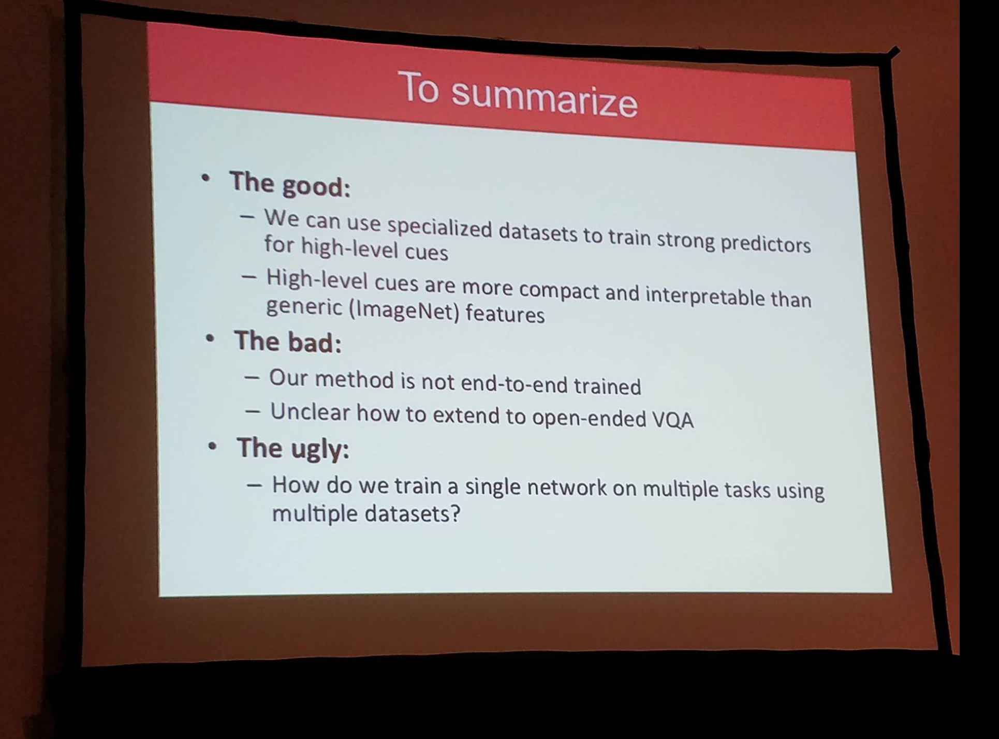 To summarize
• The good:
– We can use specialized datasets to train strong predictors
for high-level cues
– High-level cues are more compact and interpretable than
generic (ImageNet) features
• The bad:
– Our method is not end-to-end trained
– Unclear how to extend to open-ended VQA
• The ugly:
– How do we train a single network on multiple tasks using
multiple datasets?